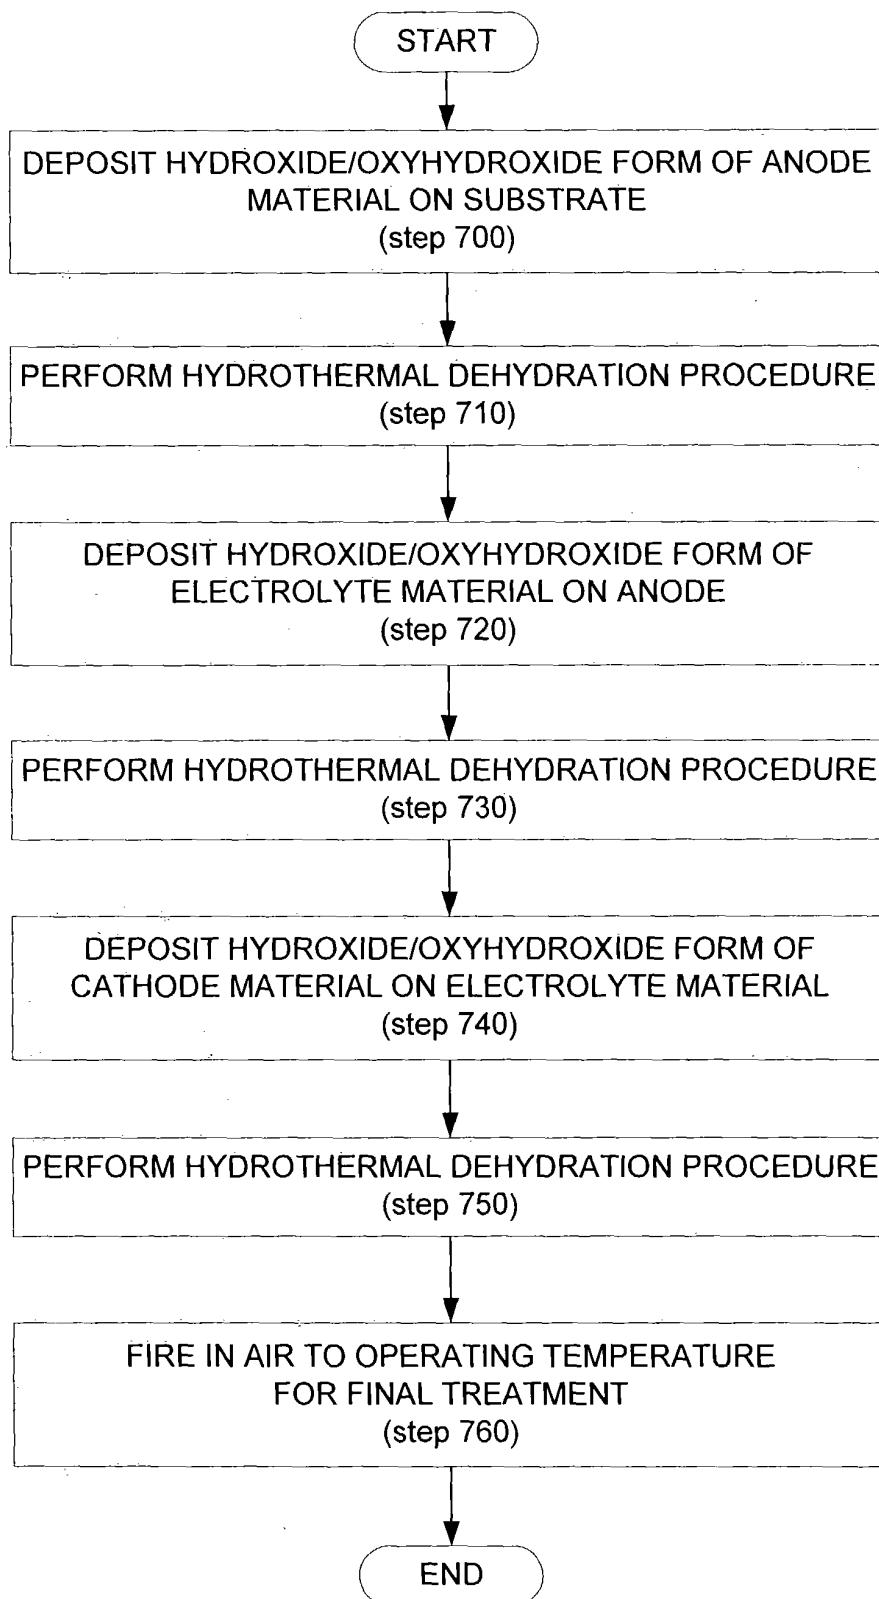 START
DEPOSIT HYDROXIDE/OXYHYDROXIDE FORM OF ANODE
MATERIAL ON SUBSTRATE
(step 700)
PERFORM HYDROTHERMAL DEHYDRATION PROCEDURE
(step 710)
DEPOSIT HYDROXIDE/OXYHYDROXIDE FORM OF
ELECTROLYTE MATERIAL ON ANODE
(step 720)
PERFORM HYDROTHERMAL DEHYDRATION PROCEDURE
(step 730)
DEPOSIT HYDROXIDE/OXYHYDROXIDE FORM OF
CATHODE MATERIAL ON ELECTROLYTE MATERIAL
(step 740)
PERFORM HYDROTHERMAL DEHYDRATION PROCEDURE
(step 750)
FIRE IN AIR TO OPERATING TEMPERATURE
FOR FINAL TREATMENT
(step 760)
END